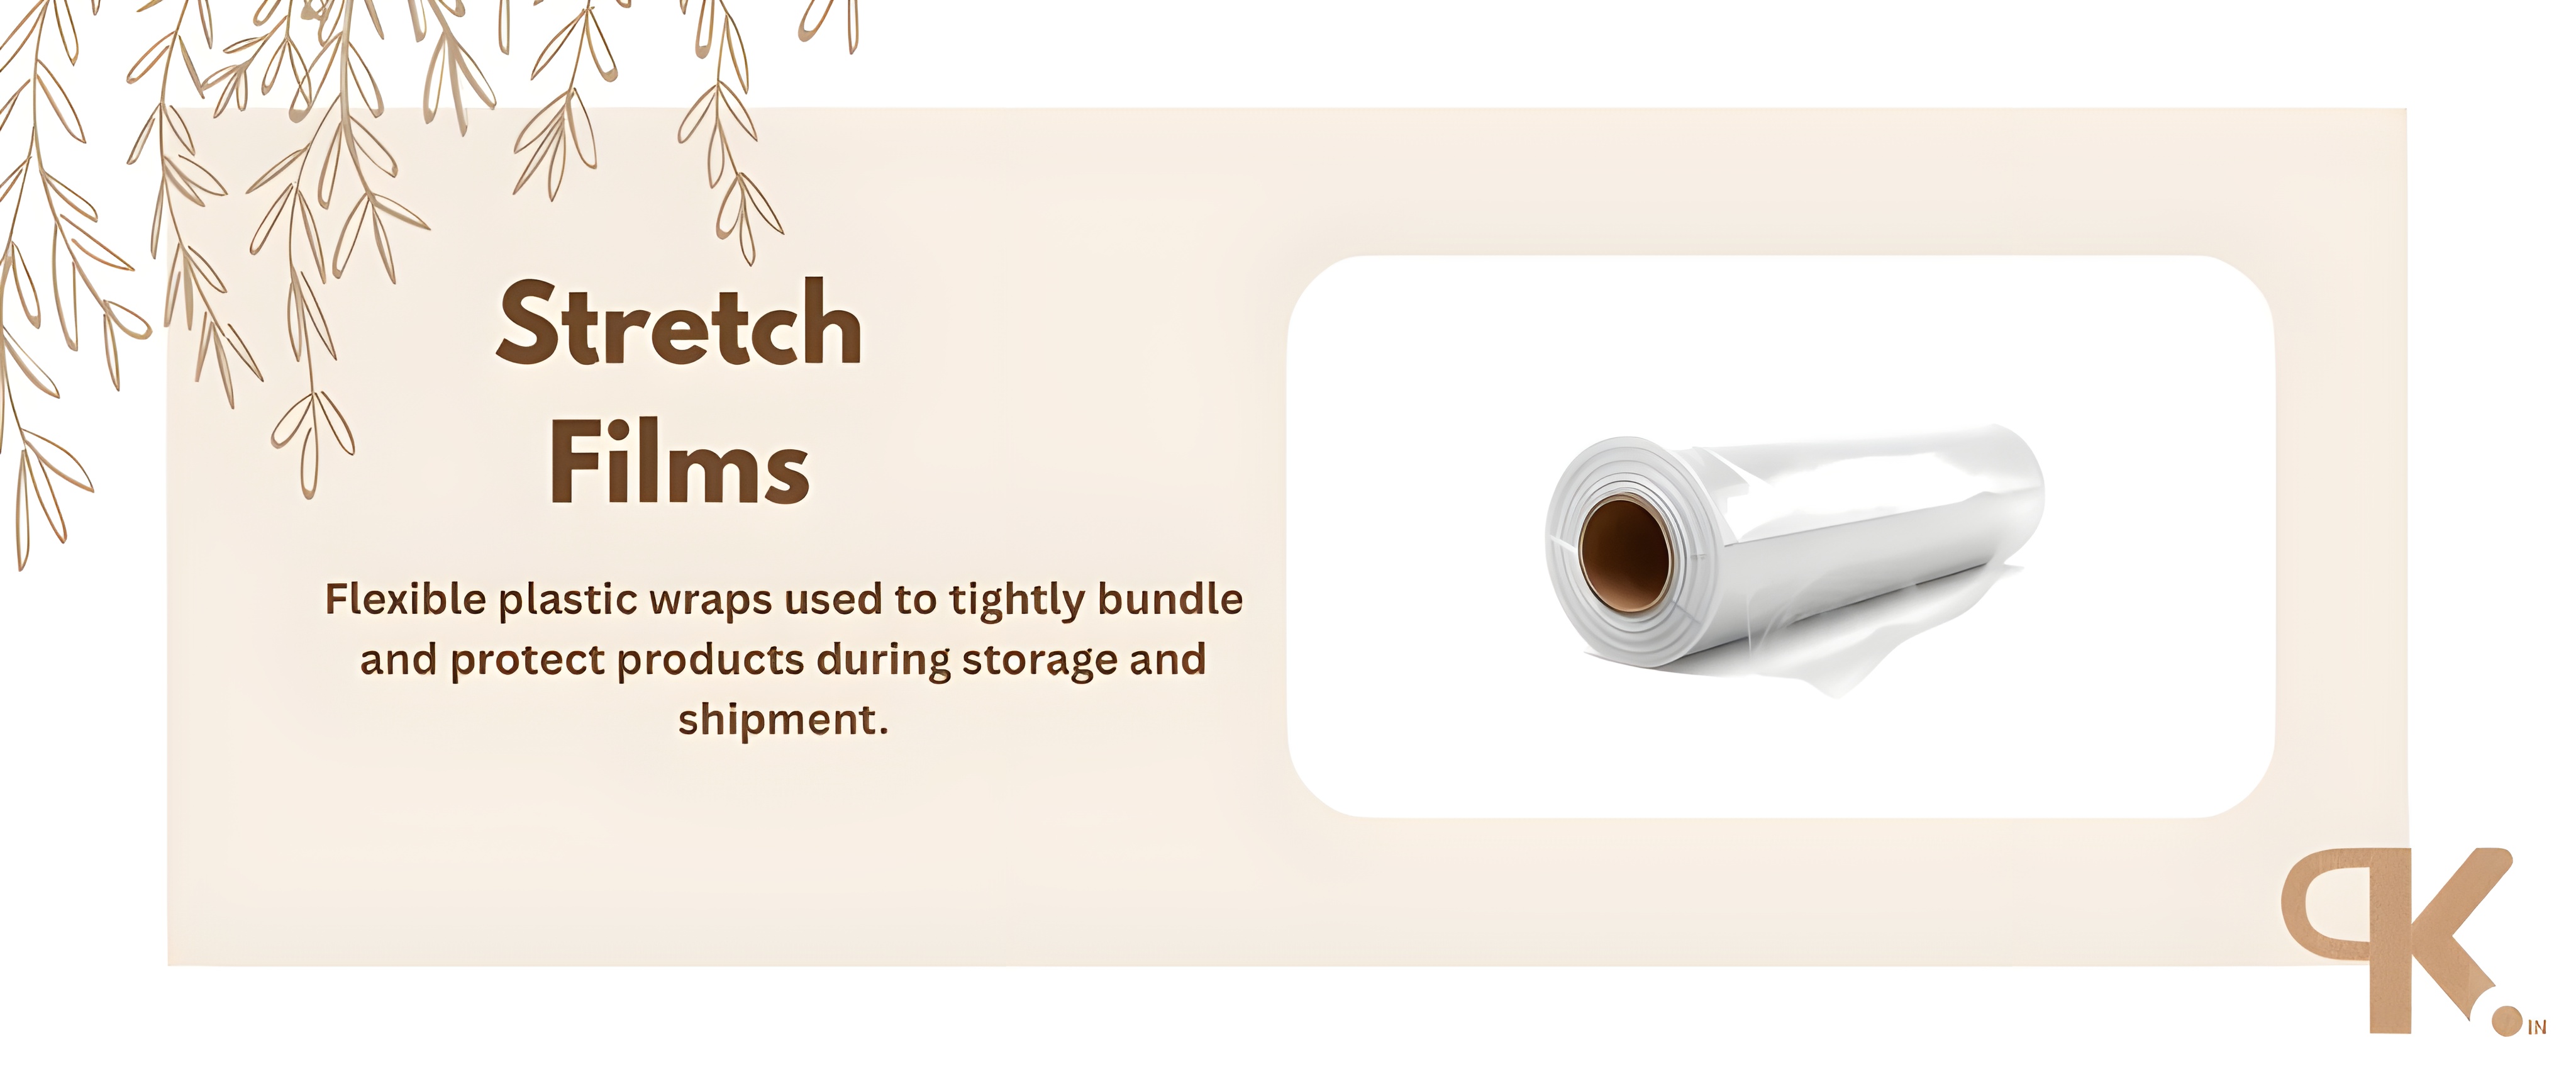 Stretch
Films
Flexible plastic wraps used to tightly bundle
and protect products during storage and
shipment.
PK.IN